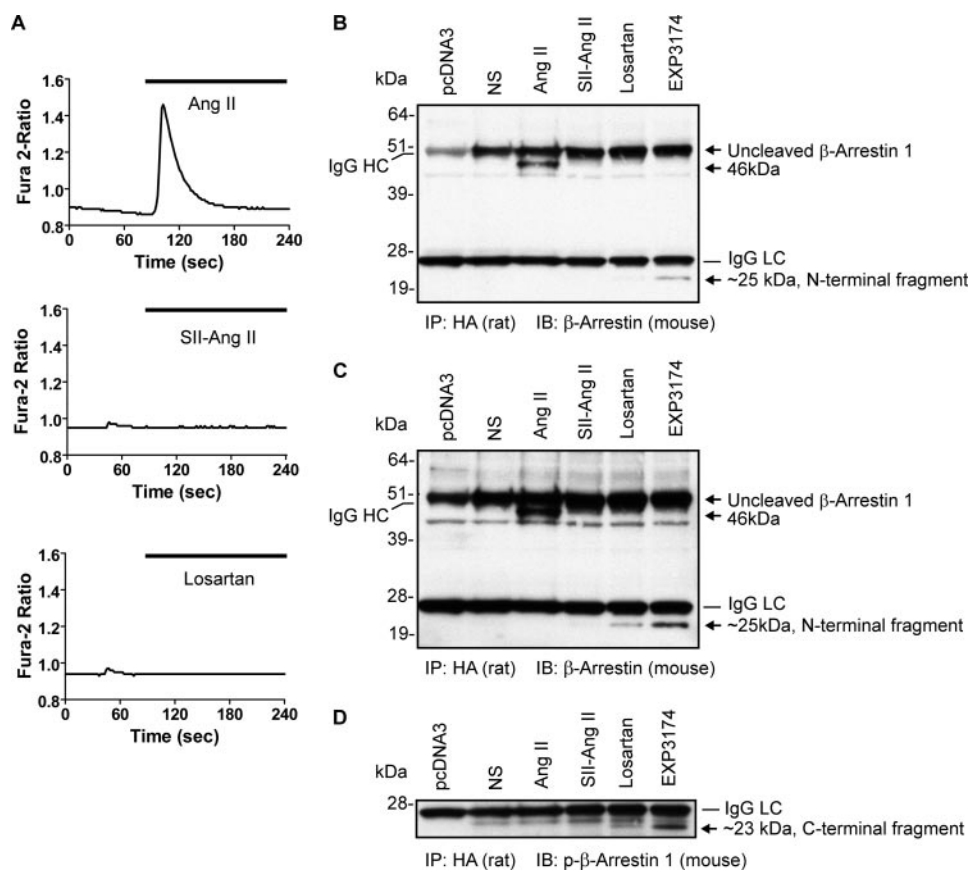 A
1.6
1.4
1.2
1.0
0.8
Fura 2-Ratio
Ang II
0 60 120 180 240
Time (sec)
1.6
1.4
1.2
1.0
0.8
Fura-2 Ratio
SII-Ang II
0 60 120 180 240
Time (sec)
1.6
1.4
1.2
1.0
0.8
Fura-2 Ratio
Losartan
0 60 120 180 240
Time (sec)
B
kDa
pcDNA3
NS
Ang II
SII-Ang II
Losartan
EXP3174
64-
51-
IgG HC
39-
28-
19-
Uncleaved β-Arrestin 1
46kDa
IgG LC
~25 kDa, N-terminal fragment
IP: HA (rat) IB: β-Arrestin (mouse)
C
kDa
pcDNA3
NS
Ang II
SII-Ang II
Losartan
EXP3174
64-
51-
IgG HC
39-
28-
19-
Uncleaved β-Arrestin 1
46kDa
IgG LC
~25kDa, N-terminal fragment
IP: HA (rat) IB: β-Arrestin (mouse)
D
kDa
pcDNA3
NS
Ang II
SII-Ang II
Losartan
EXP3174
28-
IgG LC
~23 kDa, C-terminal fragment
IP: HA (rat) IB: p-β-Arrestin 1 (mouse)